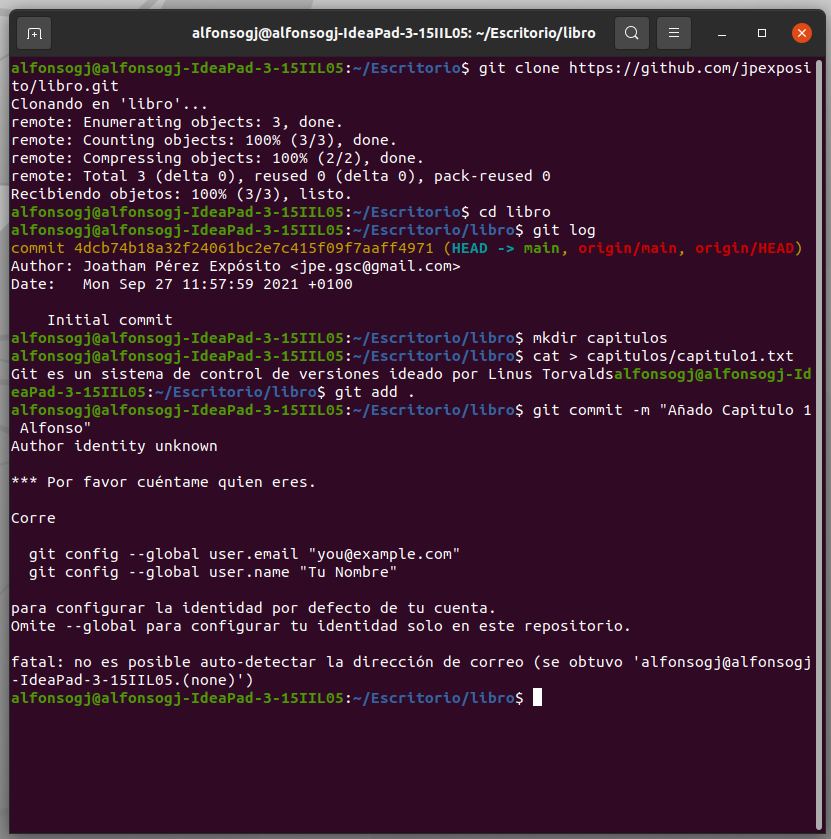 alfonsogj@alfonsogj-IdeaPad-3-15IIL05: ~/Escritorio/libro
alfonsogj@alfonsogj-IdeaPad-3-15IIL05:~/Escritorio$ git clone https://github.com/jpexposi
to/libro.git
Clonando en 'libro'...
remote: Enumerating objects: 3, done.
remote: Counting objects: 100% (3/3), done.
remote: Compressing objects: 100% (2/2), done.
remote: Total 3 (delta 0), reused 0 (delta 0), pack-reused 0
Recibiendo objetos: 100% (3/3), listo.
alfonsogj@alfonsogj-IdeaPad-3-15IIL05:~/Escritorio$ cd libro
alfonsogj@alfonsogj-IdeaPad-3-15IIL05:~/Escritorio/libro$ git log
commit 4dcb74b18a32f24061bc2e7c415f09f7aaff4971 (HEAD -> main, origin/main, origin/HEAD)
Author: Joatham Pérez Expósito <jpe.gsc@gmail.com>
Date:   Mon Sep 27 11:57:59 2021 +0100
    Initial commit
alfonsogj@alfonsogj-IdeaPad-3-15IIL05:~/Escritorio/libro$ mkdir capitulos
alfonsogj@alfonsogj-IdeaPad-3-15IIL05:~/Escritorio/libro$ cat > capitulos/capitulo1.txt
Git es un sistema de control de versiones ideado por Linus Torvaldsalfonsogj@alfonsogj-Id
eaPad-3-15IIL05:~/Escritorio/libro$ git add .
alfonsogj@alfonsogj-IdeaPad-3-15IIL05:~/Escritorio/libro$ git commit -m "Añado Capitulo 1
 Alfonso"
Author identity unknown
*** Por favor cuéntame quien eres.
Corre
  git config --global user.email "you@example.com"
  git config --global user.name "Tu Nombre"
para configurar la identidad por defecto de tu cuenta.
Omite --global para configurar tu identidad solo en este repositorio.
fatal: no es posible auto-detectar la dirección de correo (se obtuvo 'alfonsogj@alfonsogj
-IdeaPad-3-15IIL05.(none)')
alfonsogj@alfonsogj-IdeaPad-3-15IIL05:~/Escritorio/libro$